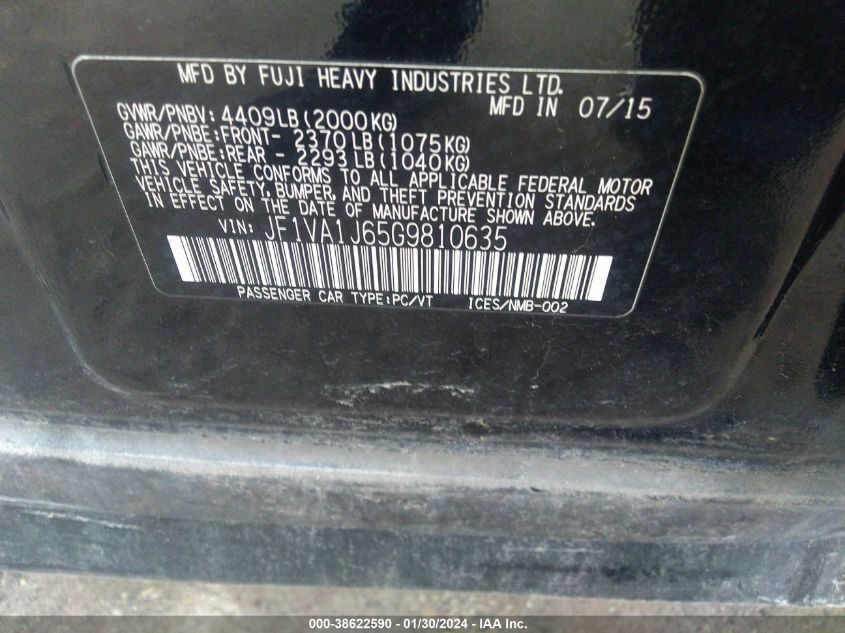 MFD BY FUJI HEAVY INDUSTRIES LTD.
MFD IN 07/15
GVWR/PNBV: 4409LB(2000KG)
GAWR/PNBE:FRONT- 2370LB(1075KG)
GAWR/PNBE:REAR - 2293LB(1040KG)
THIS VEHICLE CONFORMS TO ALL APPLICABLE FEDERAL MOTOR
VEHICLE SAFETY, BUMPER, AND THEFT PREVENTION STANDARDS
IN EFFECT ON THE DATE OF MANUFACTURE SHOWN ABOVE.
VIN: JF1VA1J65G9810635
PASSENGER CAR TYPE:PC/VT ICES/NMB-002
000-38622590 - 01/30/2024 - IAA Inc.